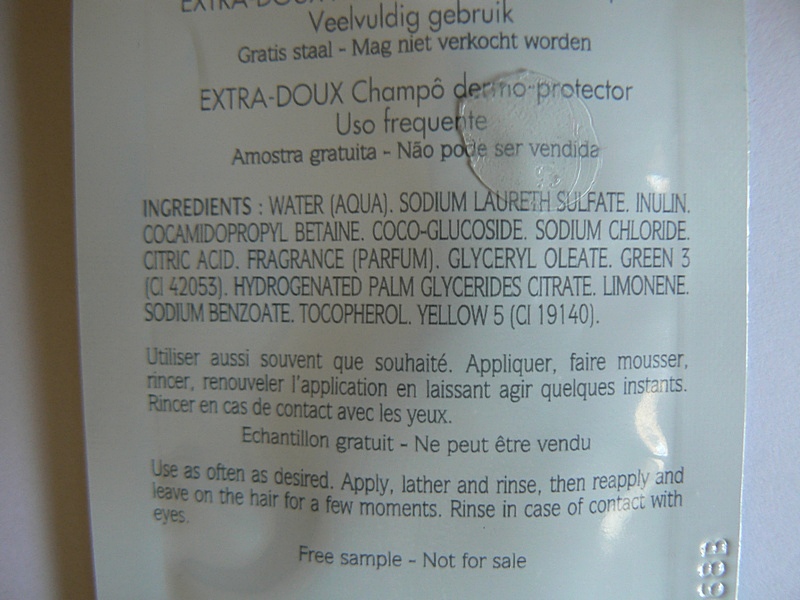 EXTRA-DOUX
Veelvuldig gebruik
Gratis staal - Mag niet verkocht worden
EXTRA-DOUX Champô dermo-protector
Uso frequente
Amostra gratuita - Não pode ser vendida
INGREDIENTS : WATER (AQUA). SODIUM LAURETH SULFATE. INULIN.
COCAMIDOPROPYL BETAINE. COCO-GLUCOSIDE. SODIUM CHLORIDE.
CITRIC ACID. FRAGRANCE (PARFUM). GLYCERYL OLEATE. GREEN 3
(CI 42053). HYDROGENATED PALM GLYCERIDES CITRATE. LIMONENE.
SODIUM BENZOATE. TOCOPHEROL. YELLOW 5 (CI 19140).
Utiliser aussi souvent que souhaité. Appliquer, faire mousser,
rincer, renouveler l'application en laissant agir quelques instants.
Rincer en cas de contact avec les yeux.
Echantillon gratuit - Ne peut être vendu
Use as often as desired. Apply, lather and rinse, then reapply and
leave on the hair for a few moments. Rinse in case of contact with
eyes.
Free sample - Not for sale